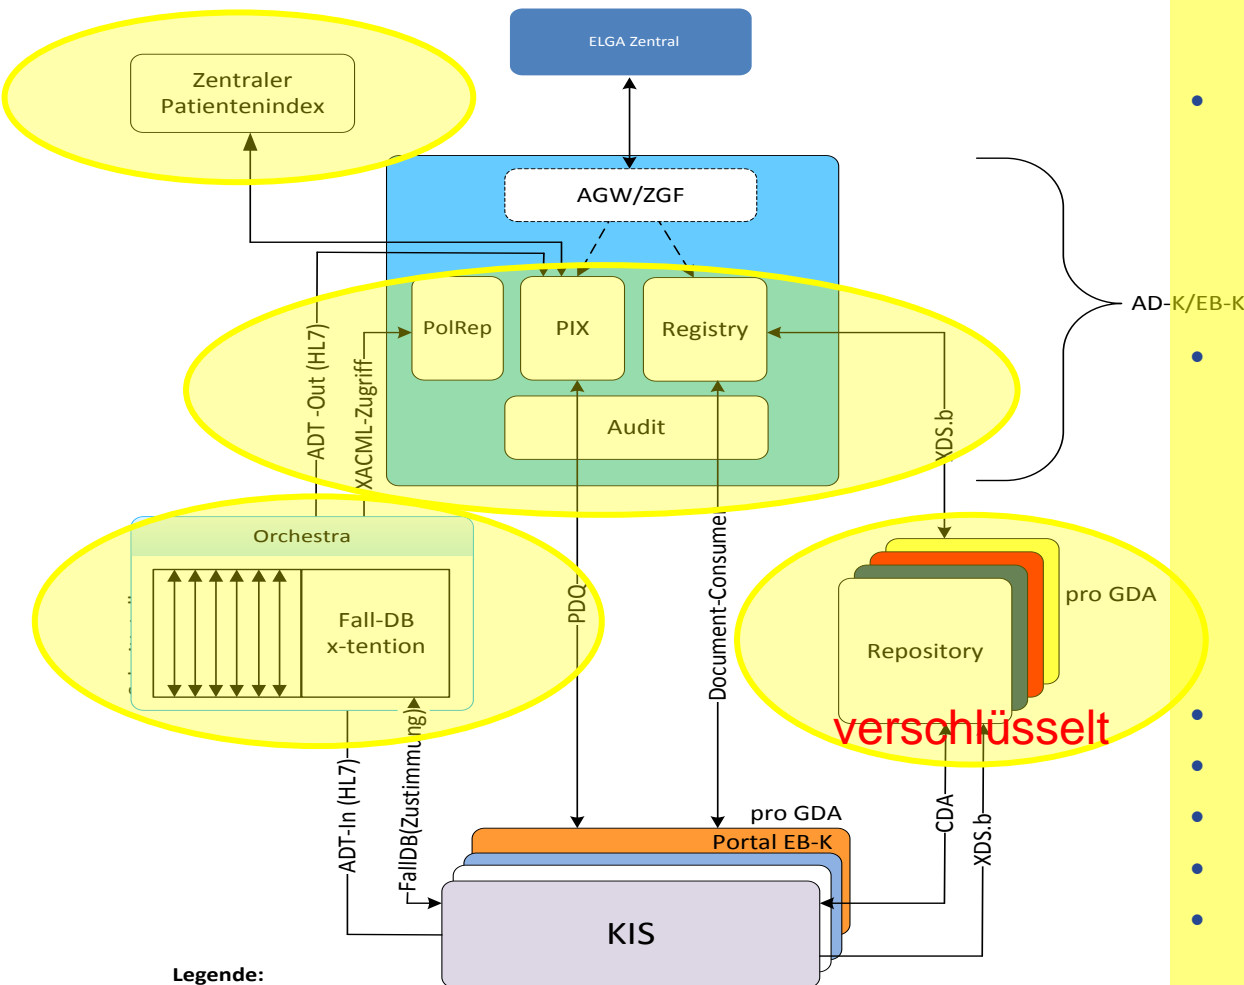 ELGA Zentral
Zentraler
Patientenindex
AGW/ZGF
PolRep
PIX
Registry
Audit
AD-K/EB-K
ADT -Out (HL7)
XACML-Zugriff
XDS.b
Orchestra
Fall-DB
x-tention
PDQ
Document-Consume
pro GDA
Repository
verschlüsselt
ADT-In (HL7)
FallDB(Zustimmung)
CDA
XDS.b
pro GDA
Portal EB-K
KIS
Legende: